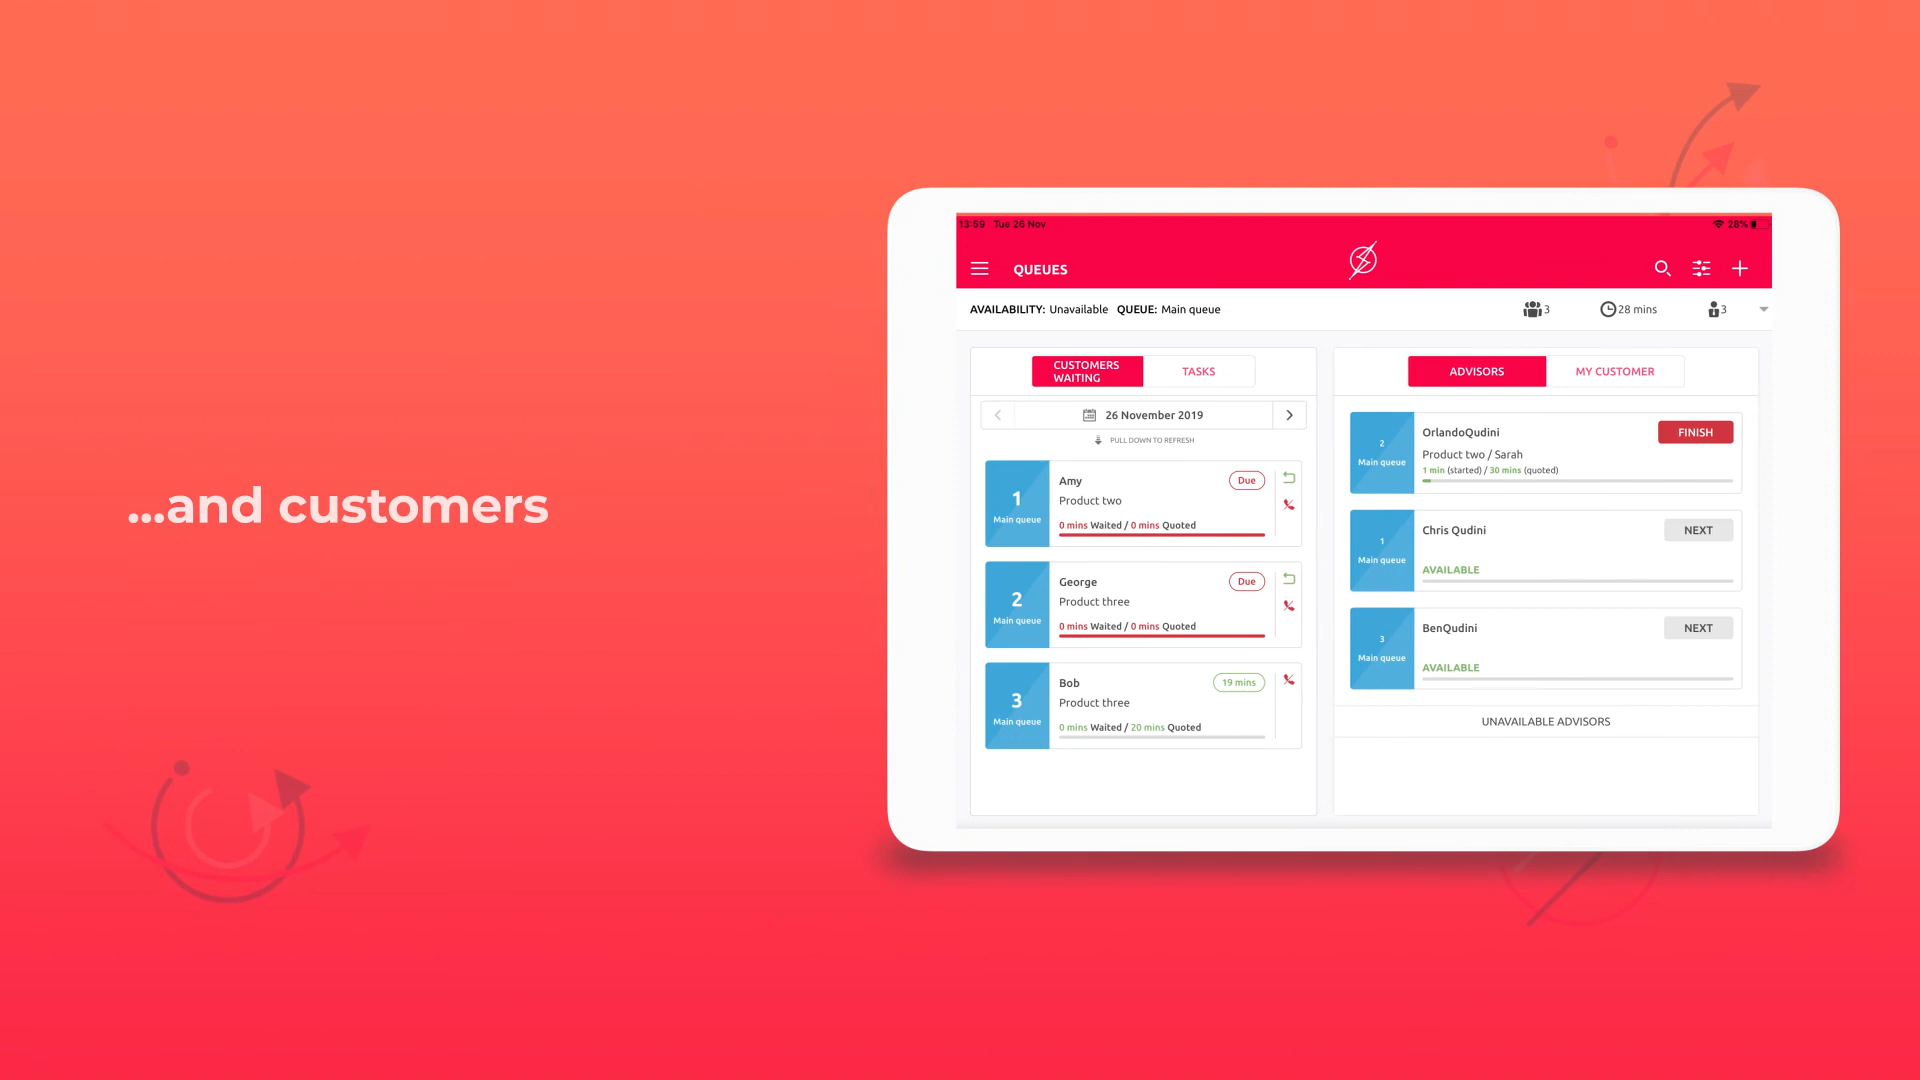 ...and customers
13:59 Tue 26 Nov
28%
QUEUES
AVAILABILITY: Unavailable QUEUE: Main queue
3
28 mins
3
CUSTOMERS
WAITING
TASKS
26 November 2019
PULL DOWN TO REFRESH
1
Main queue
Amy
Due
Product two
0 mins Waited / 0 mins Quoted
2
Main queue
George
Due
Product three
0 mins Waited / 0 mins Quoted
3
Main queue
Bob
19 mins
Product three
0 mins Waited / 20 mins Quoted
ADVISORS
MY CUSTOMER
2
Main queue
OrlandoQudini
FINISH
Product two / Sarah
1 min (started) / 30 mins (quoted)
1
Main queue
Chris Qudini
NEXT
AVAILABLE
3
Main queue
BenQudini
NEXT
AVAILABLE
UNAVAILABLE ADVISORS